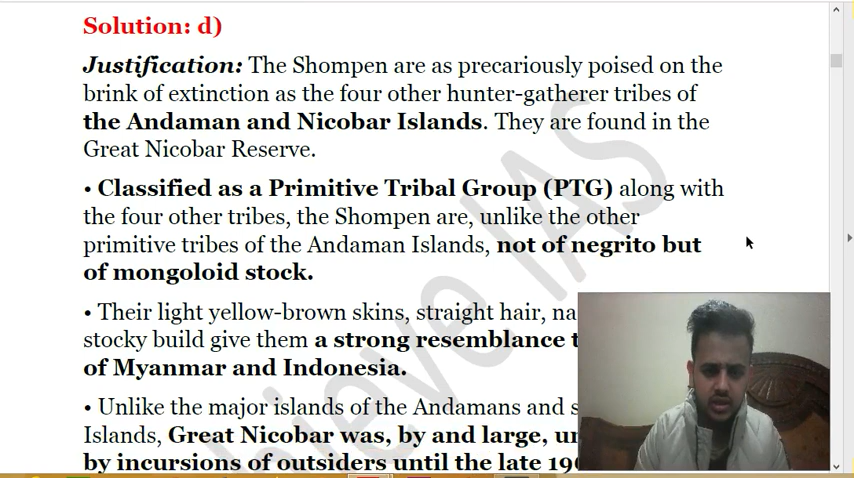 Solution: d)
Justification: The Shompen are as precariously poised on the
brink of extinction as the four other hunter-gatherer tribes of
the Andaman and Nicobar Islands. They are found in the
Great Nicobar Reserve.
• Classified as a Primitive Tribal Group (PTG) along with
the four other tribes, the Shompen are, unlike the other
primitive tribes of the Andaman Islands, not of negrito but
of mongoloid stock.
• Their light yellow-brown skins, straight hair,
stocky build give them a strong resemblance
of Myanmar and Indonesia.
• Unlike the major islands of the Andamans and
Islands, Great Nicobar was, by and large,
by incursions of outsiders until the late
IAS